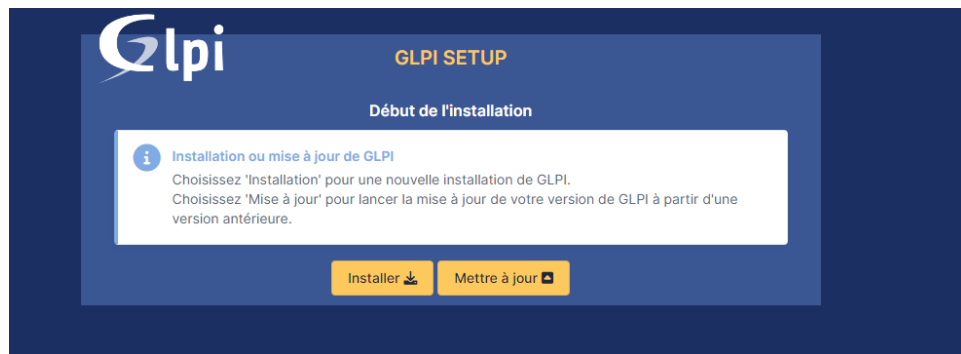 Glpi
GLPI SETUP
Début de l'installation
Installation ou mise à jour de GLPI
Choisissez 'Installation' pour une nouvelle installation de GLPI.
Choisissez 'Mise à jour' pour lancer la mise à jour de votre version de GLPI à partir d'une
version antérieure.
Installer
Mettre à jour